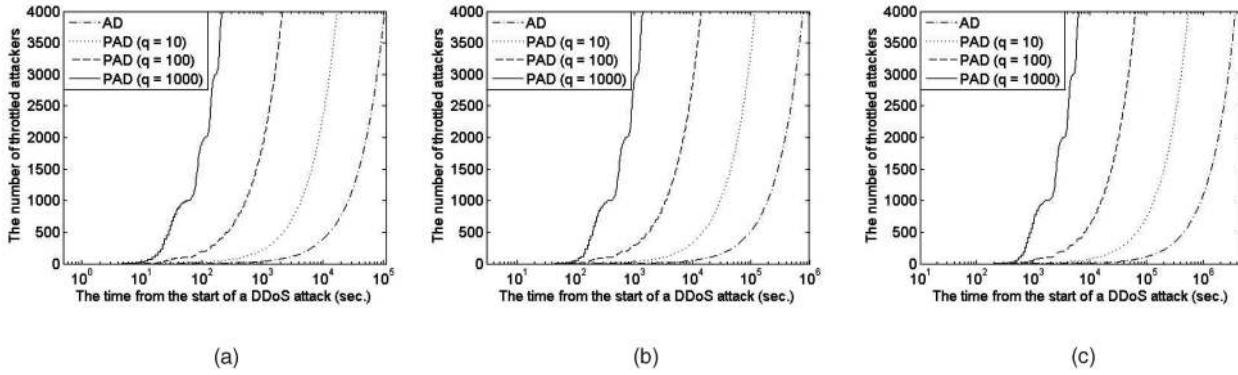 4000
3500
3000
2500
2000
1500
1000
500
0
The number of throttled attackers
AD
PAD (q = 10)
PAD (q = 100)
PAD (q = 1000)
10^0
10^1
10^2
10^3
10^4
10^5
The time from the start of a DDoS attack (sec.)
(a)
4000
3500
3000
2500
2000
1500
1000
500
0
The number of throttled attackers
AD
PAD (q = 10)
PAD (q = 100)
PAD (q = 1000)
10^1
10^2
10^3
10^4
10^5
10^6
The time from the start of a DDoS attack (sec.)
(b)
4000
3500
3000
2500
2000
1500
1000
500
0
The number of throttled attackers
AD
PAD (q = 10)
PAD (q = 100)
PAD (q = 1000)
10^1
10^2
10^3
10^4
10^5
10^6
The time from the start of a DDoS attack (sec.)
(c)